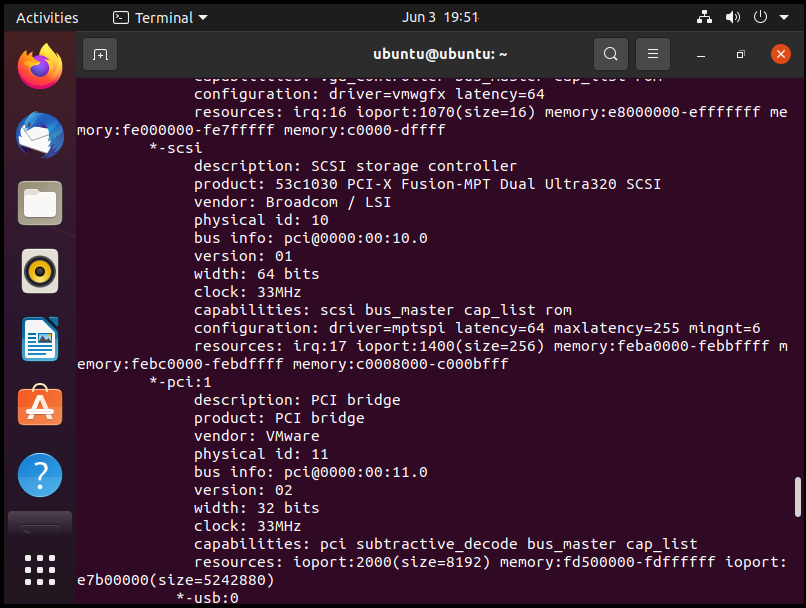 Activities Terminal Jun 3 19:51
ubuntu@ubuntu: ~
capabilities: vga_controller bus_master cap_list rom
configuration: driver=vmwgfx latency=64
resources: irq:16 ioport:1070(size=16) memory:e8000000-efffffff me
mory:fe000000-fe7fffff memory:c0000-dffff
*-scsi
description: SCSI storage controller
product: 53c1030 PCI-X Fusion-MPT Dual Ultra320 SCSI
vendor: Broadcom / LSI
physical id: 10
bus info: pci@0000:00:10.0
version: 01
width: 64 bits
clock: 33MHz
capabilities: scsi bus_master cap_list rom
configuration: driver=mptspi latency=64 maxlatency=255 mingnt=6
resources: irq:17 ioport:1400(size=256) memory:feba0000-febbffff m
emory:febc0000-febdffff memory:c0008000-c000bfff
*-pci:1
description: PCI bridge
product: PCI bridge
vendor: VMware
physical id: 11
bus info: pci@0000:00:11.0
version: 02
width: 32 bits
clock: 33MHz
capabilities: pci subtractive_decode bus_master cap_list
resources: ioport:2000(size=8192) memory:fd500000-fdffffff ioport:
e7b00000(size=5242880)
*-usb:0